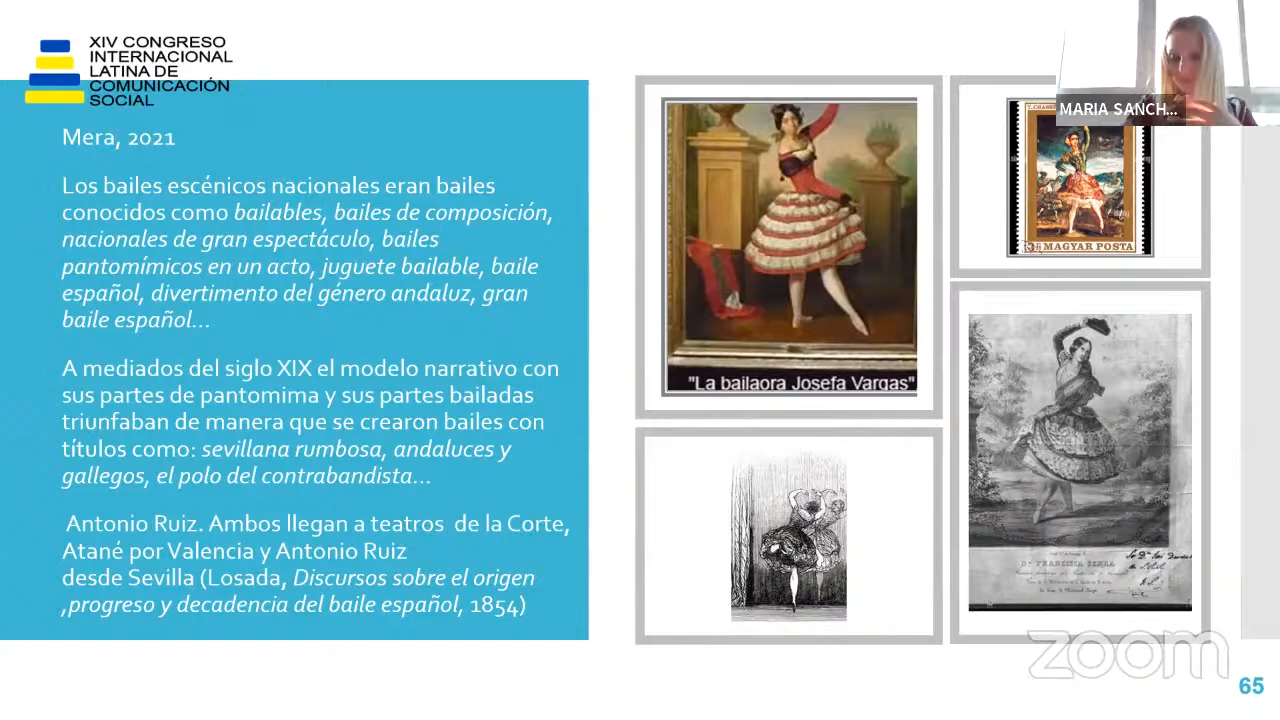 XIV CONGRESO
INTERNACIONAL
LATINA DE
COMUNICACIÓN
SOCIAL
Mera, 2021
Los bailes escénicos nacionales eran bailes
conocidos como bailables, bailes de composición,
nacionales de gran espectáculo, bailes
pantomímicos en un acto, juguete bailable, baile
español, divertimento del género andaluz, gran
baile español...
A mediados del siglo XIX el modelo narrativo con
sus partes de pantomima y sus partes bailadas
triunfaban de manera que se crearon bailes con
títulos como: sevillana rumbosa, andaluces y
gallegos, el polo del contrabandista...
Antonio Ruiz. Ambos llegan a teatros de la Corte,
Atané por Valencia y Antonio Ruiz
desde Sevilla (Losada, Discursos sobre el origen
,progreso y decadencia del baile español, 1854)
"La bailaora Josefa Vargas"
MAGYAR POSTA
MARIA SANCH...
Dª FRANCISCA
zoom
65